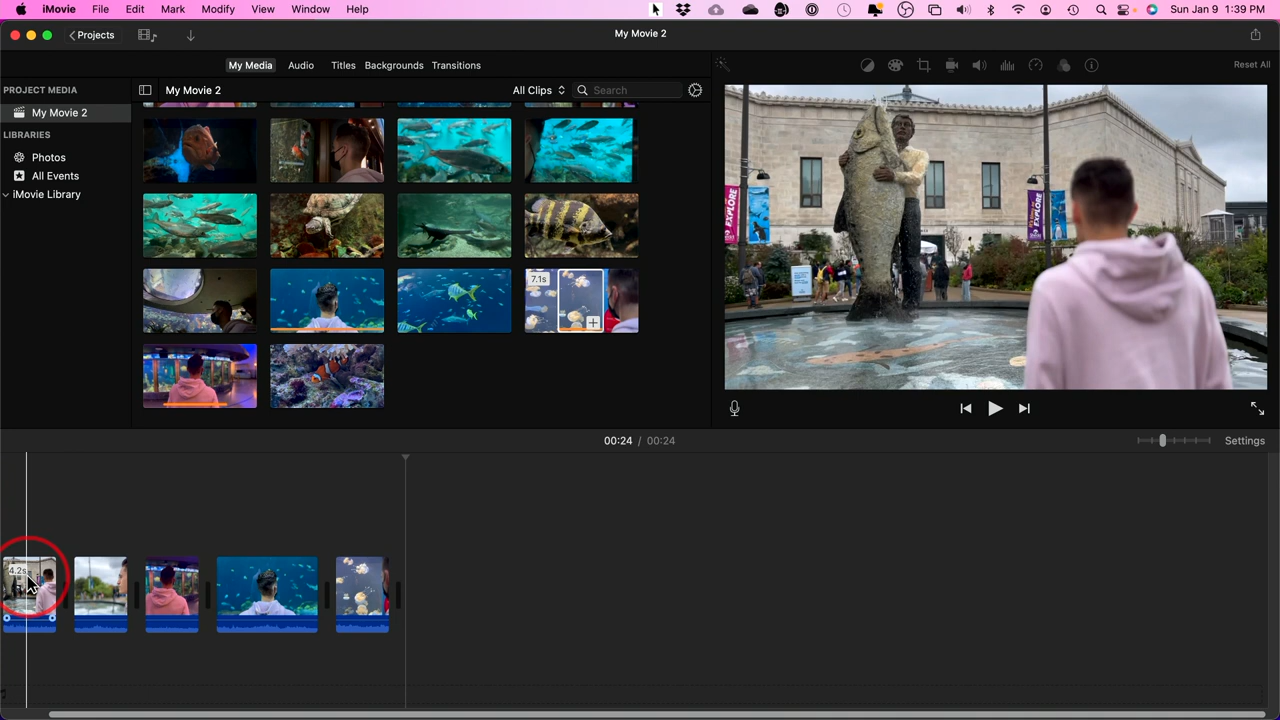 iMovie File Edit Mark Modify View Window Help Sun Jan 9 1:39 PM
Projects My Movie 2
My Media Audio Titles Backgrounds Transitions Reset All
PROJECT MEDIA My Movie 2 All Clips Search
My Movie 2
LIBRARIES
Photos
All Events
iMovie Library
EXPLORE
EXPLORE
7.1s
00:24 / 00:24 Settings
4.2s